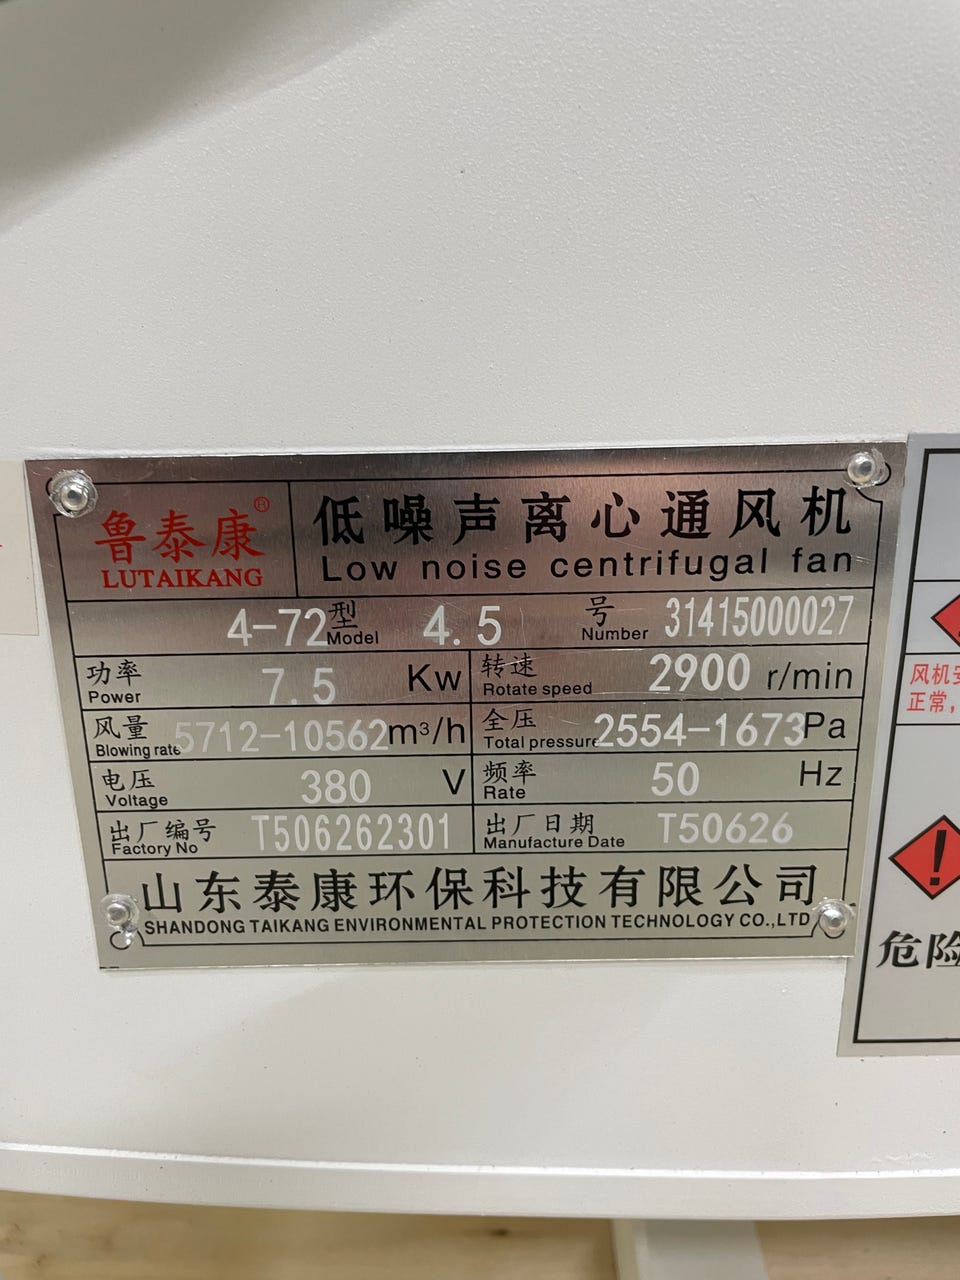 鲁泰康®
LUTAIKANG
低噪声离心通风机
Low noise centrifugal fan
4-72型 Model 4.5 号 Number 31415000027
功率 Power 7.5 Kw
转速 Rotate speed 2900 r/min
风量 Blowing rate 5712-10562 m³/h
全压 Total pressure 2554-1673 Pa
电压 Voltage 380 V
频率 Rate 50 Hz
出厂编号 Factory No T506262301
出厂日期 Manufacture Date T50626
山东泰康环保科技有限公司
SHANDONG TAIKANG ENVIRONMENTAL PROTECTION TECHNOLOGY CO.,LTD
风机
正常，
危险